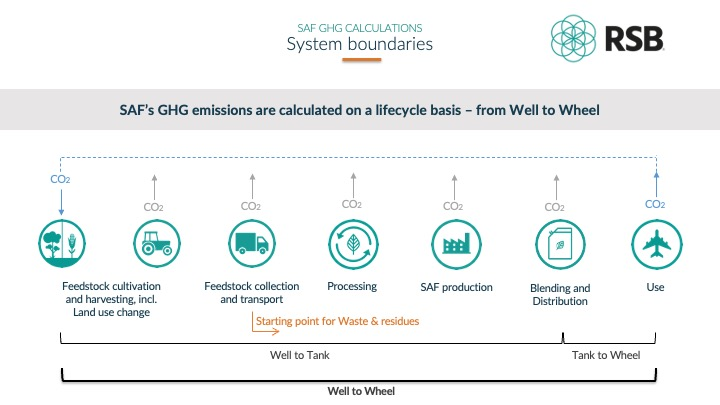 SAF GHG CALCULATIONS
System boundaries
RSB
SAF's GHG emissions are calculated on a lifecycle basis – from Well to Wheel
CO2
CO2
CO2
CO2
CO2
CO2
CO2
Feedstock cultivation
and harvesting, incl.
Land use change
Feedstock collection
and transport
Processing
SAF production
Blending and
Distribution
Use
Starting point for Waste & residues
Well to Tank
Tank to Wheel
Well to Wheel